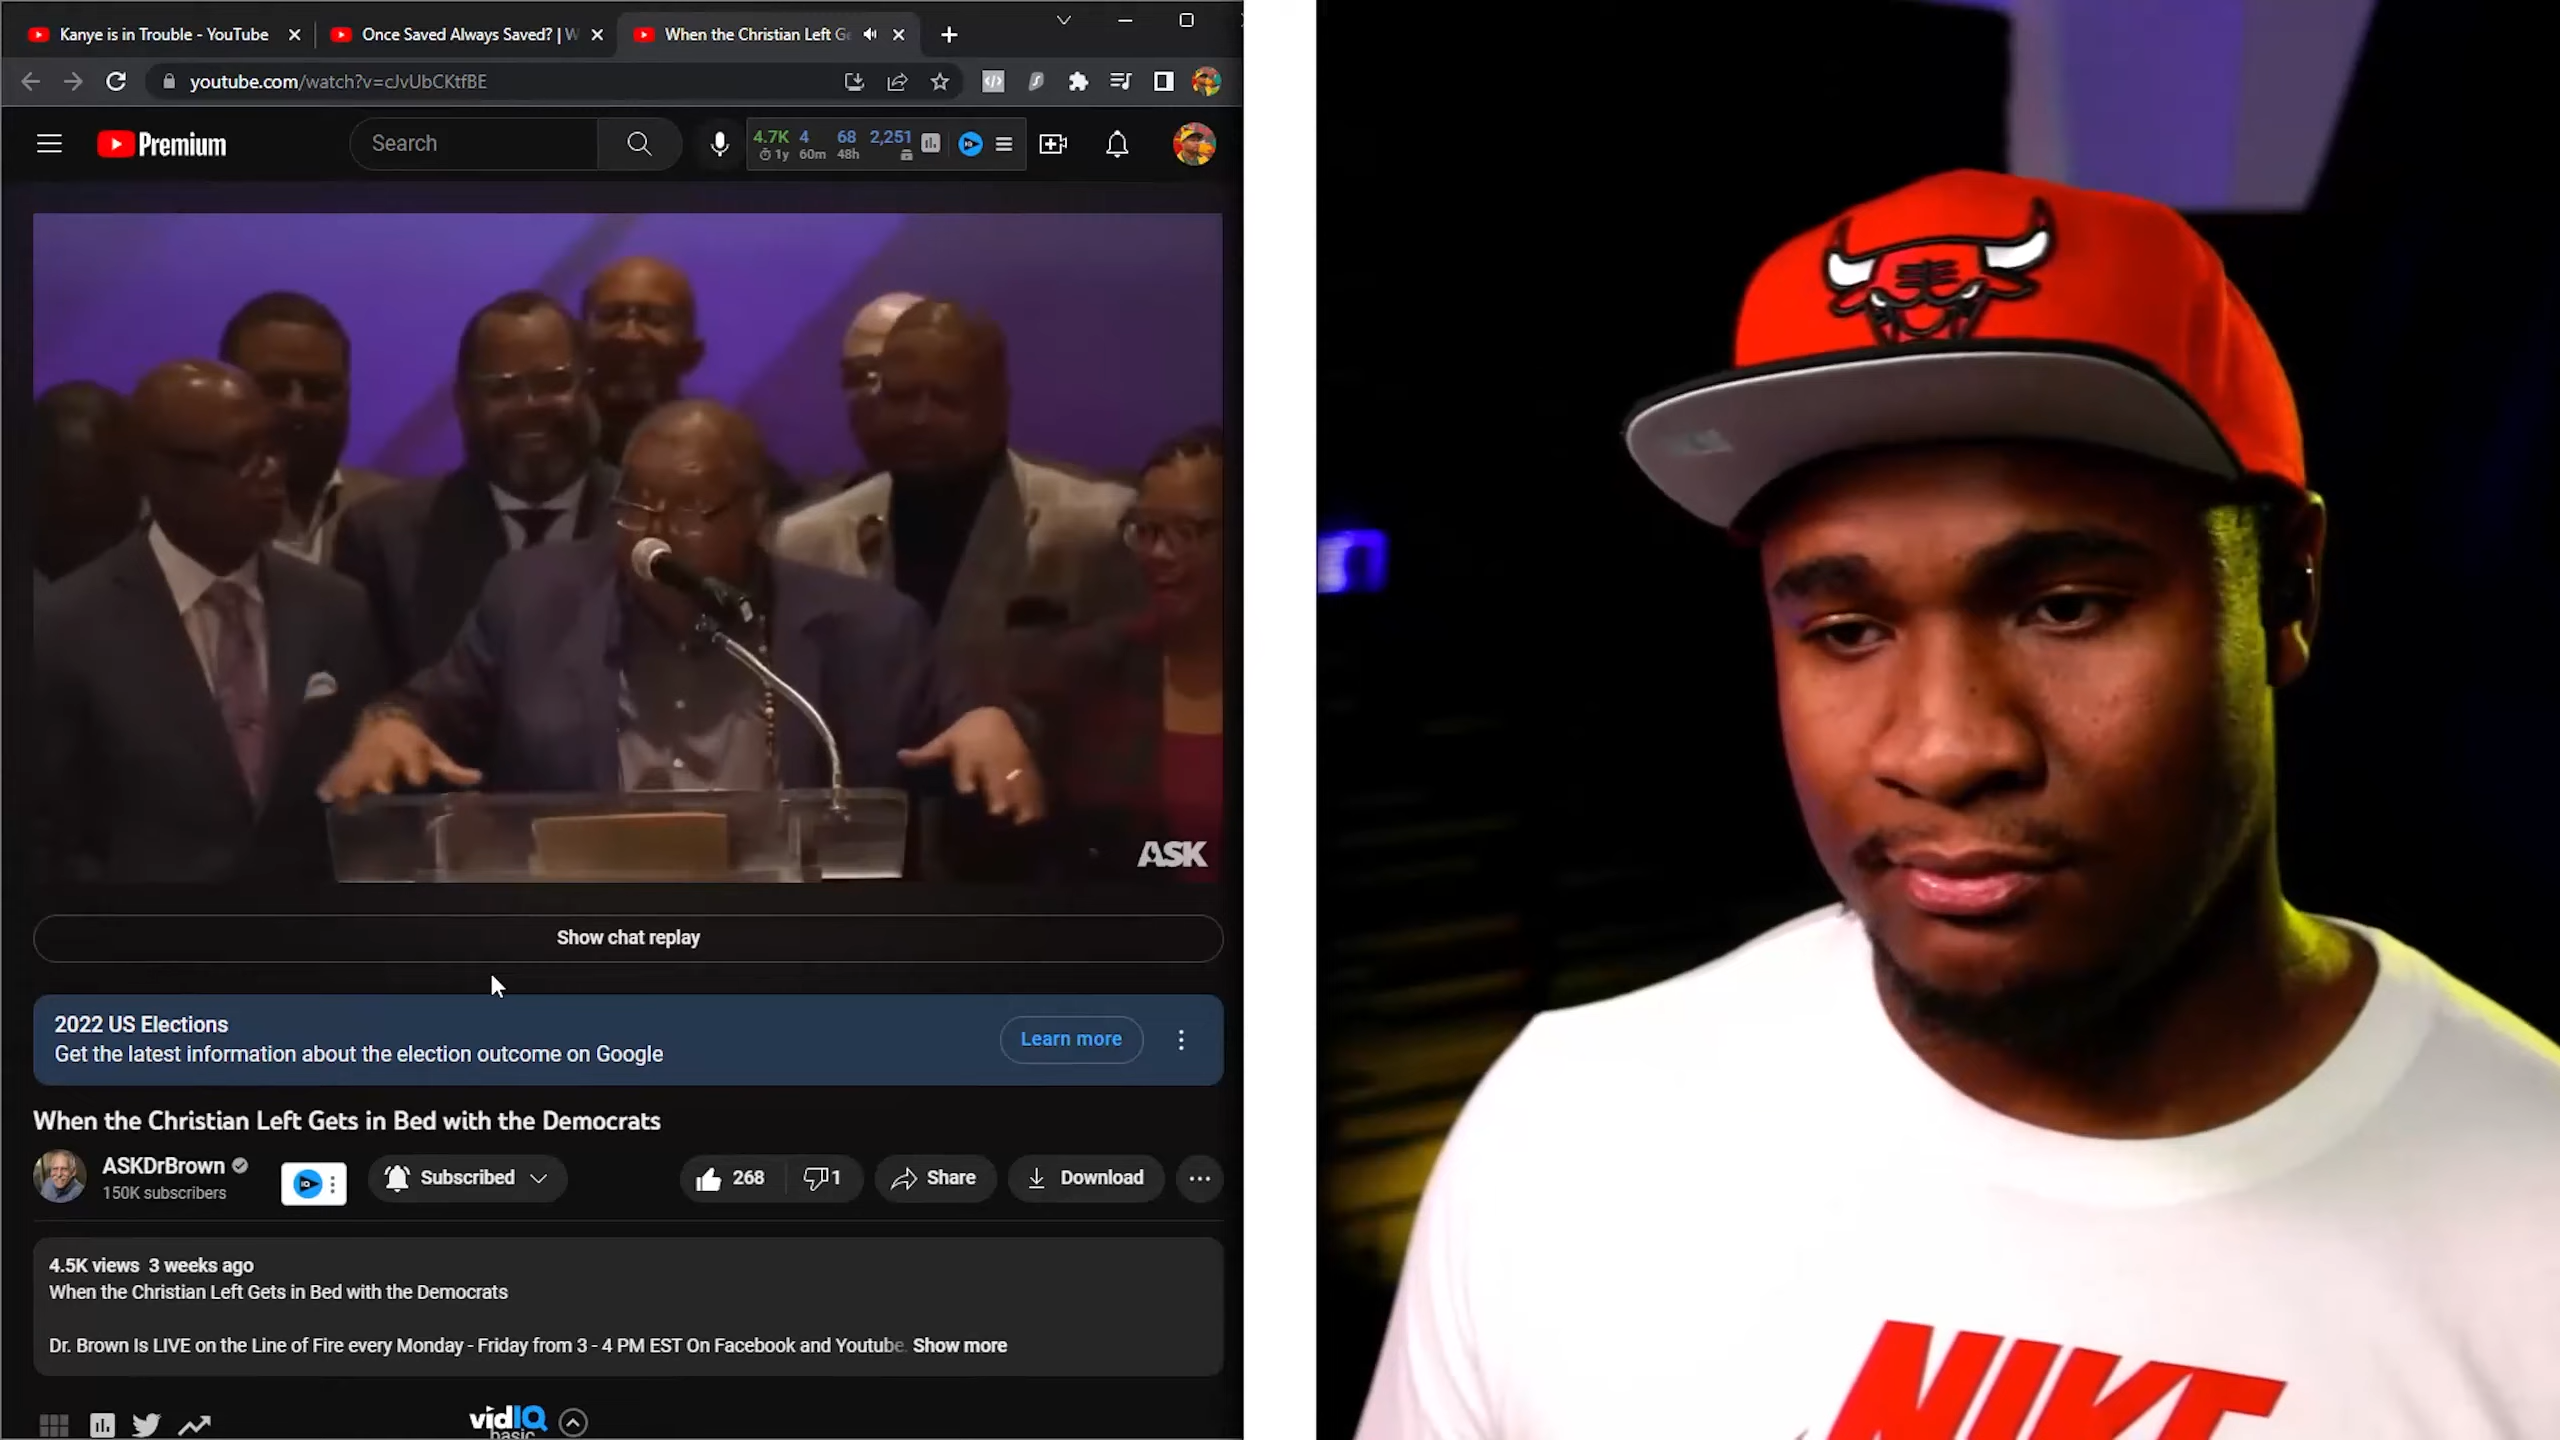 Kanye is in Trouble - YouTube
Once Saved Always Saved? | W
When the Christian Left Ge
youtube.com/watch?v=cJvUbCKtfBE
Premium
Search
4.7K 4 68 2,251
1y 60m 48h
ASK
Show chat replay
2022 US Elections
Get the latest information about the election outcome on Google
Learn more
When the Christian Left Gets in Bed with the Democrats
ASKDrBrown
150K subscribers
Subscribed
268
1
Share
Download
4.5K views 3 weeks ago
When the Christian Left Gets in Bed with the Democrats
Dr. Brown Is LIVE on the Line of Fire every Monday - Friday from 3 - 4 PM EST On Facebook and Youtube. Show more
vidIQ
basic
NIKE